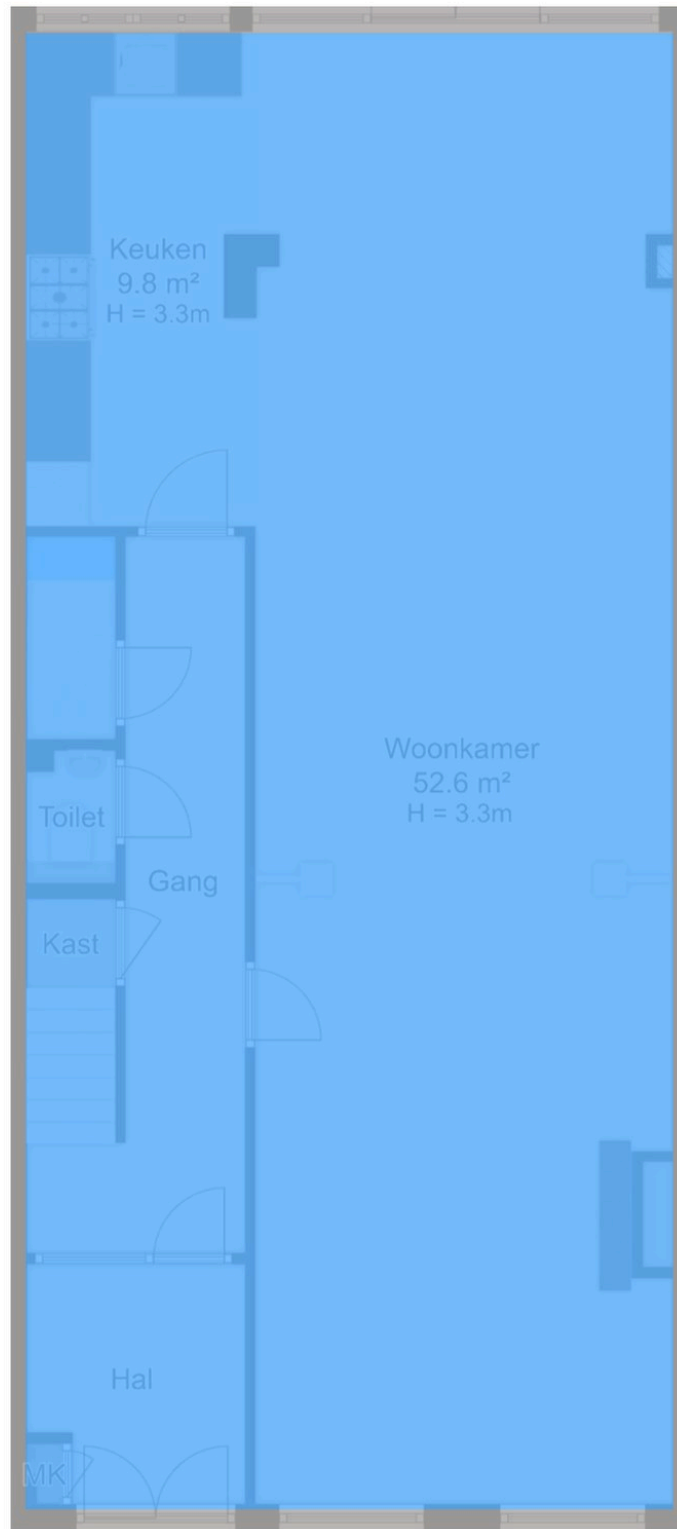 Keuken
9.8 m²
H = 3.3m
Woonkamer
52.6 m²
H = 3.3m
Toilet
Gang
Kast
Hal
MK